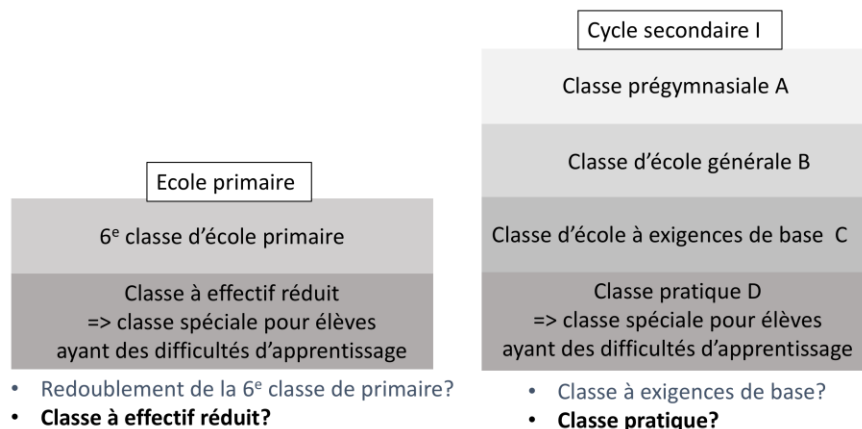 Ecole primaire
6e classe d'école primaire
Classe à effectif réduit
=> classe spéciale pour élèves
ayant des difficultés d'apprentissage
• Redoublement de la 6e classe de primaire?
• Classe à effectif réduit?
Cycle secondaire I
Classe prégymnasiale A
Classe d'école générale B
Classe d'école à exigences de base C
Classe pratique D
=> classe spéciale pour élèves
ayant des difficultés d'apprentissage
• Classe à exigences de base?
• Classe pratique?